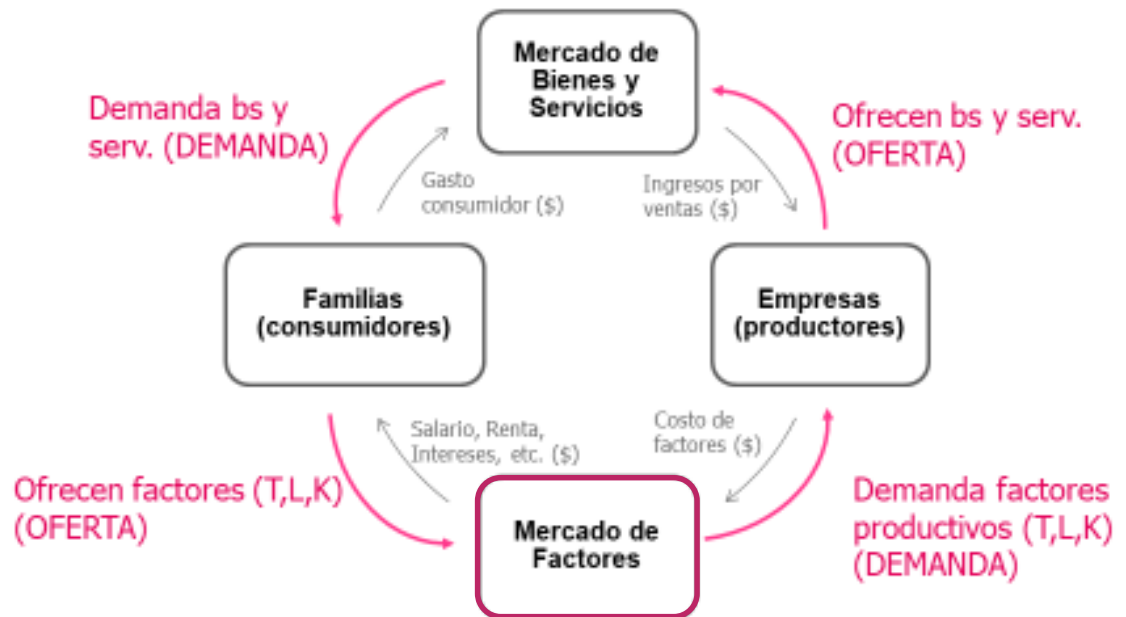 Mercado de
Bienes y
Servicios
Demanda bs y
serv. (DEMANDA)
Ofrecen bs y serv.
(OFERTA)
Gasto
consumidor ($)
Ingresos por
ventas ($)
Familias
(consumidores)
Empresas
(productores)
Salario, Renta,
Intereses, etc. ($)
Costo de
factores ($)
Ofrecen factores (T,L,K)
(OFERTA)
Mercado de
Factores
Demanda factores
productivos (T,L,K)
(DEMANDA)